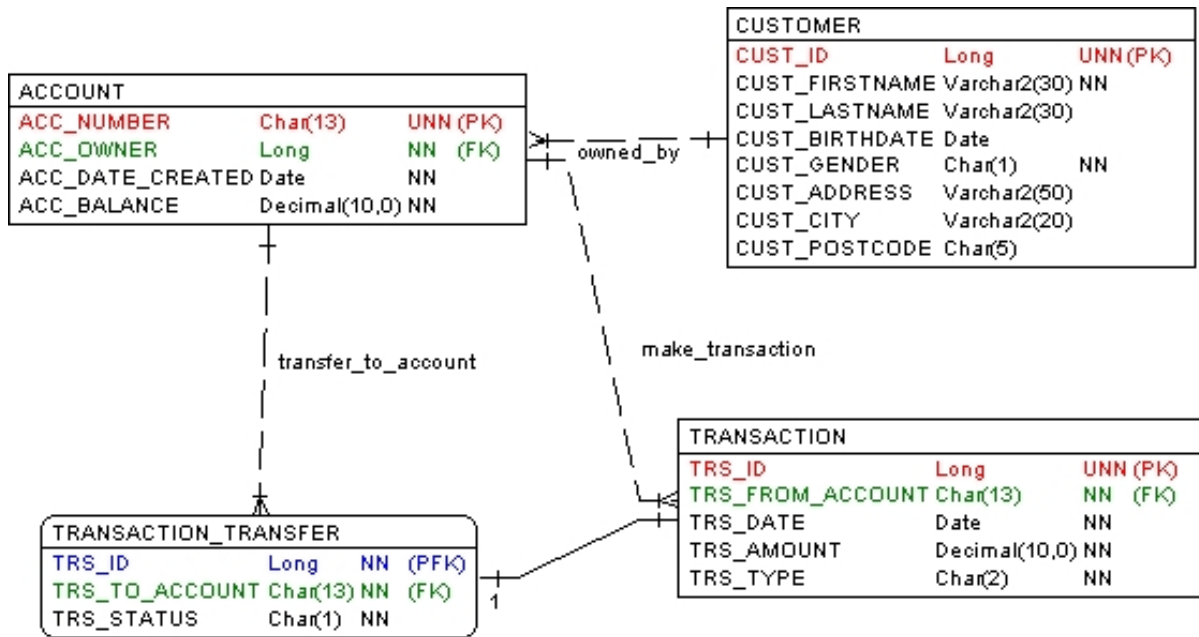 CUSTOMER
CUST_ID Long UNN (PK)
CUST_FIRSTNAME Varchar2(30) NN
CUST_LASTNAME Varchar2(30)
CUST_BIRTHDATE Date
CUST_GENDER Char(1) NN
CUST_ADDRESS Varchar2(50)
CUST_CITY Varchar2(20)
CUST_POSTCODE Char(5)
ACCOUNT
ACC_NUMBER Char(13) UNN (PK)
ACC_OWNER Long NN (FK)
ACC_DATE_CREATED Date NN
ACC_BALANCE Decimal(10,0) NN
owned_by
transfer_to_account
make_transaction
TRANSACTION
TRS_ID Long UNN (PK)
TRS_FROM_ACCOUNT Char(13) NN (FK)
TRS_DATE Date NN
TRS_AMOUNT Decimal(10,0) NN
TRS_TYPE Char(2) NN
TRANSACTION_TRANSFER
TRS_ID Long NN (PFK)
TRS_TO_ACCOUNT Char(13) NN (FK)
TRS_STATUS Char(1) NN
1